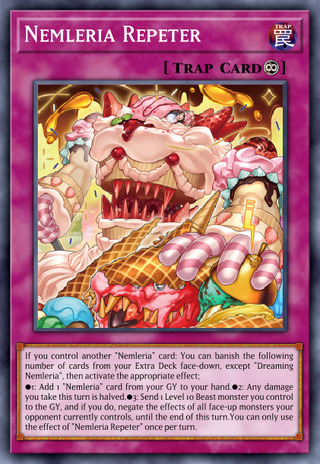 Nemleria Repeter
TRAP
罠
[ Trap Card ]
If you control another "Nemleria" card: You can banish the following
number of cards from your Extra Deck face-down, except "Dreaming
Nemleria", then activate the appropriate effect;
●1: Add 1 "Nemleria" card from your GY to your hand.●2: Any damage
you take this turn is halved.●3: Send 1 Level 10 Beast monster you control
to the GY, and if you do, negate the effects of all face-up monsters your
opponent currently controls, until the end of this turn.You can only use
the effect of "Nemleria Repeter" once per turn.